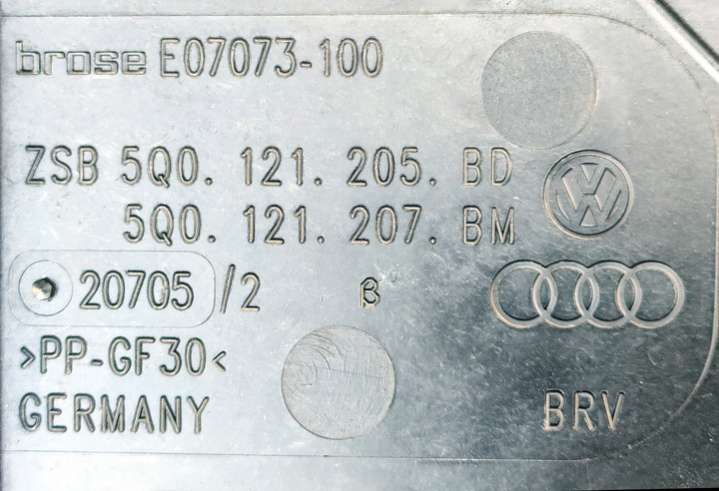 brose E07073-100
ZSB 5Q0. 121. 205. BD
5Q0. 121. 207. BM
20705 /2 β
>PP-GF30<
GERMANY BRV